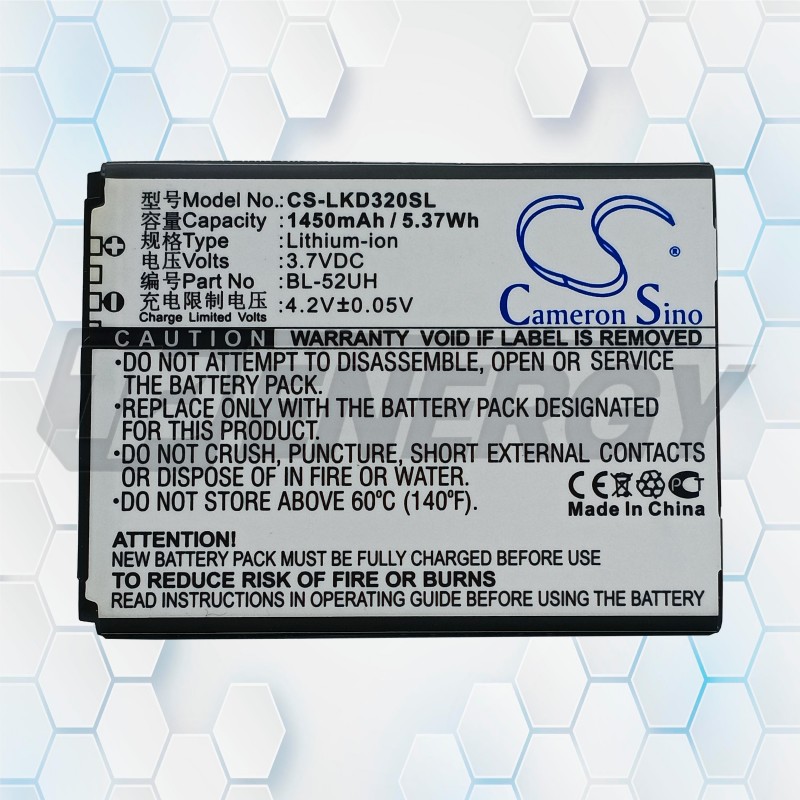 型号Model No.:CS-LKD320SL
容量Capacity: 1450mAh / 5.37Wh
规格Type Lithium-ion
电压Volts 3.7VDC
编号Part No. BL-52UH
充电限制电压 4.2V±0.05V
Charge Limited Volts
CS
Cameron Sino
CAUTION WARRANTY VOID IF LABEL IS REMOVED
•DO NOT ATTEMPT TO DISASSEMBLE, OPEN OR SERVICE
THE BATTERY PACK.
•REPLACE ONLY WITH THE BATTERY PACK DESIGNATED
FOR THIS PRODUCT.
•DO NOT CRUSH, PUNCTURE, SHORT EXTERNAL CONTACTS
OR DISPOSE OF IN FIRE OR WATER.
•DO NOT STORE ABOVE 60°C (140°F).
CE
Made In China
ATTENTION!
NEW BATTERY PACK MUST BE FULLY CHARGED BEFORE USE
TO REDUCE RISK OF FIRE OR BURNS
CHARGE ONLY IN OPERATING GUIDE BEFORE USING BATTERY